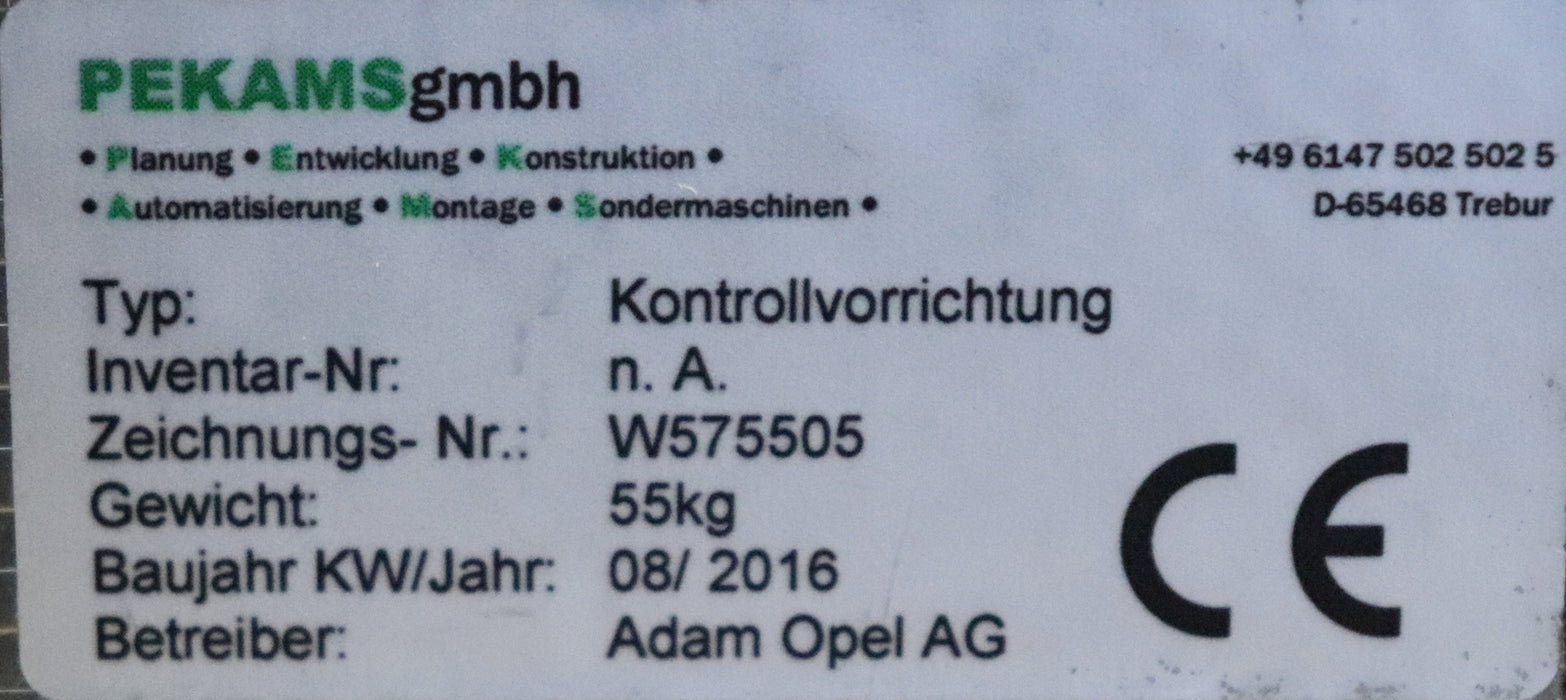 PEKAMSgmbh
• Planung • Entwicklung • Konstruktion •
+49 6147 502 502 5
• Automatisierung • Montage • Sondermaschinen •
D-65468 Trebur
Typ: Kontrollvorrichtung
Inventar-Nr: n. A.
Zeichnungs- Nr.: W575505
Gewicht: 55kg
Baujahr KW/Jahr: 08/ 2016
Betreiber: Adam Opel AG
CE